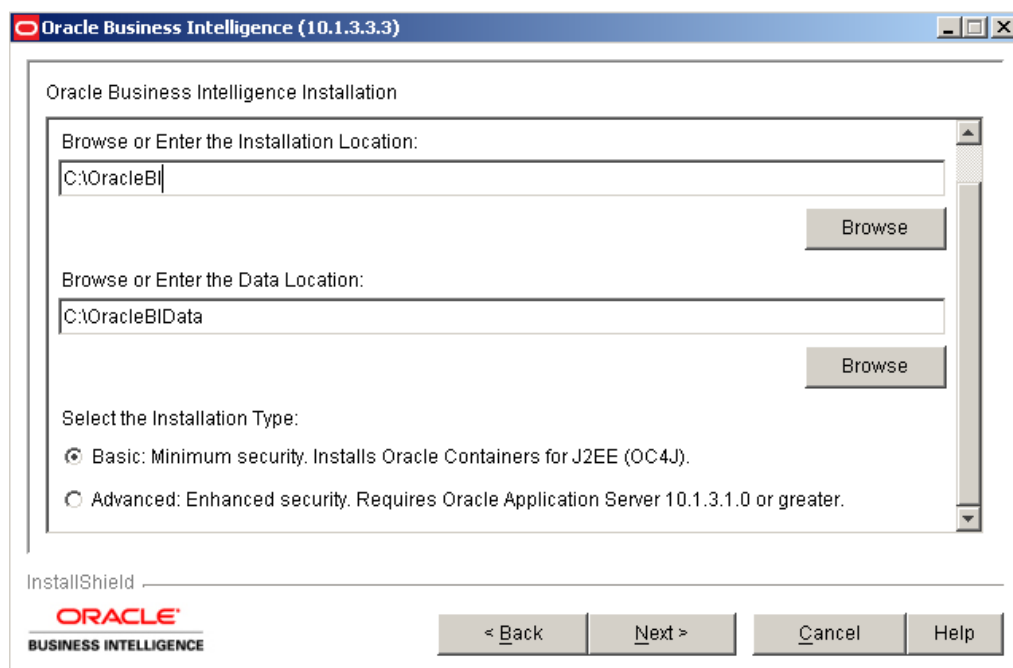 Oracle Business Intelligence (10.1.3.3.3)
Oracle Business Intelligence Installation
Browse or Enter the Installation Location:
C:\OracleBI
Browse
Browse or Enter the Data Location:
C:\OracleBIData
Browse
Select the Installation Type:
Basic: Minimum security. Installs Oracle Containers for J2EE (OC4J).
Advanced: Enhanced security. Requires Oracle Application Server 10.1.3.1.0 or greater.
InstallShield
ORACLE®
BUSINESS INTELLIGENCE
< Back Next > Cancel Help